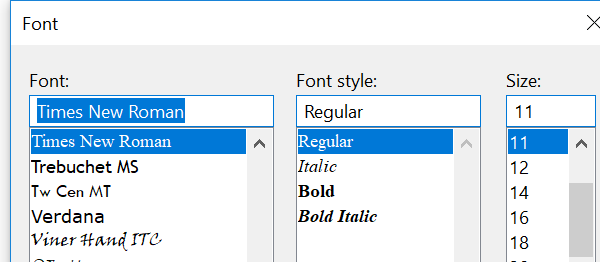 Font
Font: Font style: Size:
Times New Roman Regular 11
Times New Roman Regular 11
Trebuchet MS Italic 12
Tw Cen MT Bold 14
Verdana Bold Italic 16
Viner Hand ITC 18